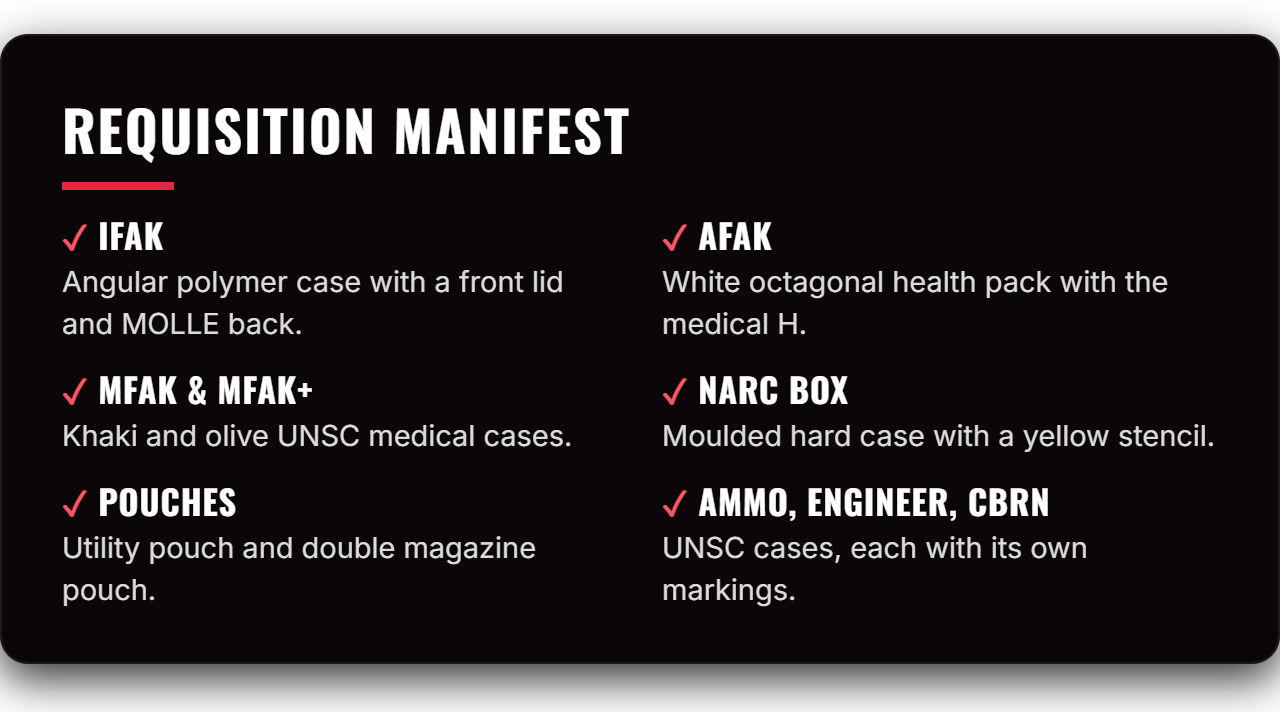 REQUISITION MANIFEST
✓ IFAK
Angular polymer case with a front lid
and MOLLE back.
✓ AFAK
White octagonal health pack with the
medical H.
✓ MFAK & MFAK+
Khaki and olive UNSC medical cases.
✓ NARC BOX
Moulded hard case with a yellow stencil.
✓ POUCHES
Utility pouch and double magazine
pouch.
✓ AMMO, ENGINEER, CBRN
UNSC cases, each with its own
markings.